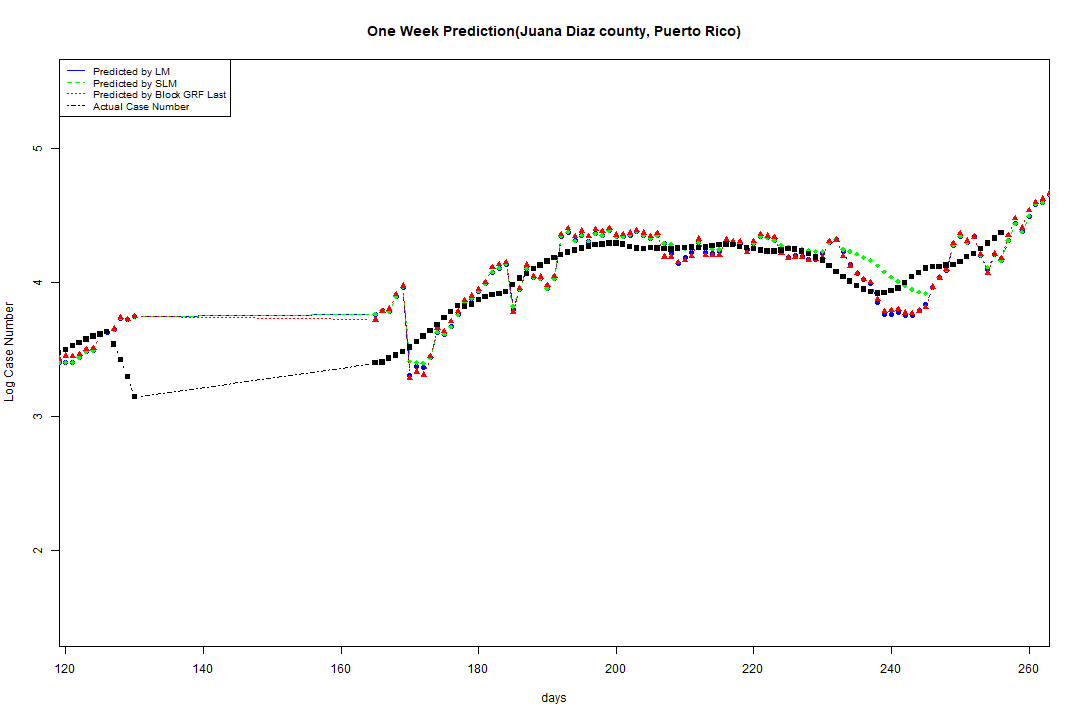 One Week Prediction(Juana Diaz county, Puerto Rico)
Predicted by LM
Predicted by SLM
Predicted by Block GRF Last
Actual Case Number
5
4
3
2
Log Case Number
120 140 160 180 200 220 240 260
days